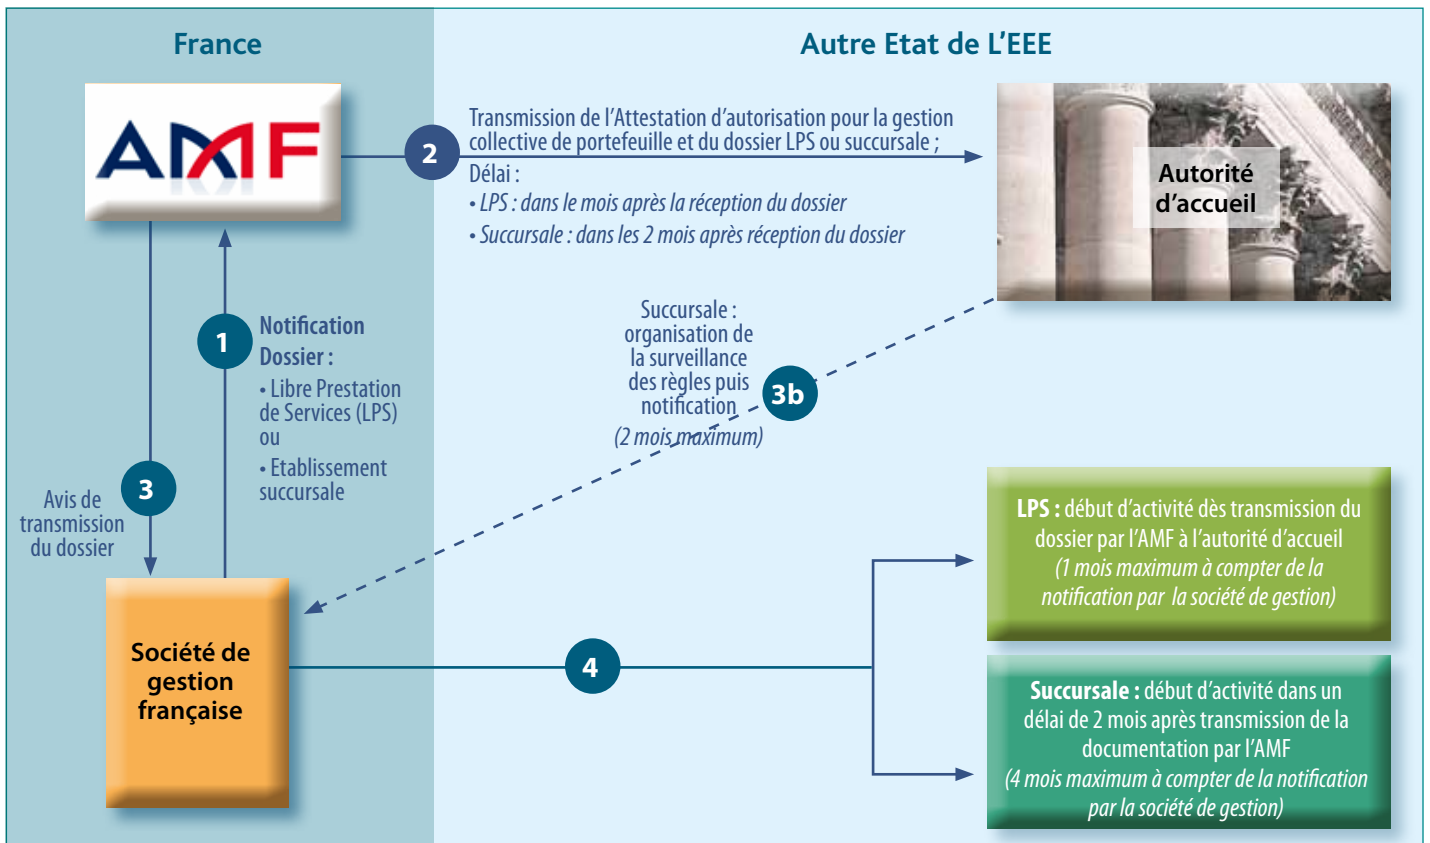 France
Autre Etat de L'EEE
AMF
2
Transmission de l'Attestation d'autorisation pour la gestion
collective de portefeuille et du dossier LPS ou succursale ;
Délai :
• LPS : dans le mois après la réception du dossier
• Succursale : dans les 2 mois après réception du dossier
Autorité
d'accueil
1
Notification
Dossier :
• Libre Prestation
de Services (LPS)
ou
• Etablissement
succursale
Succursale :
organisation de
la surveillance
des règles puis
notification
(2 mois maximum)
3b
3
Avis de
transmission
du dossier
Société de
gestion
française
4
LPS : début d'activité dès transmission du
dossier par l'AMF à l'autorité d'accueil
(1 mois maximum à compter de la
notification par la société de gestion)
Succursale : début d'activité dans un
délai de 2 mois après transmission de la
documentation par l'AMF
(4 mois maximum à compter de la notification
par la société de gestion)